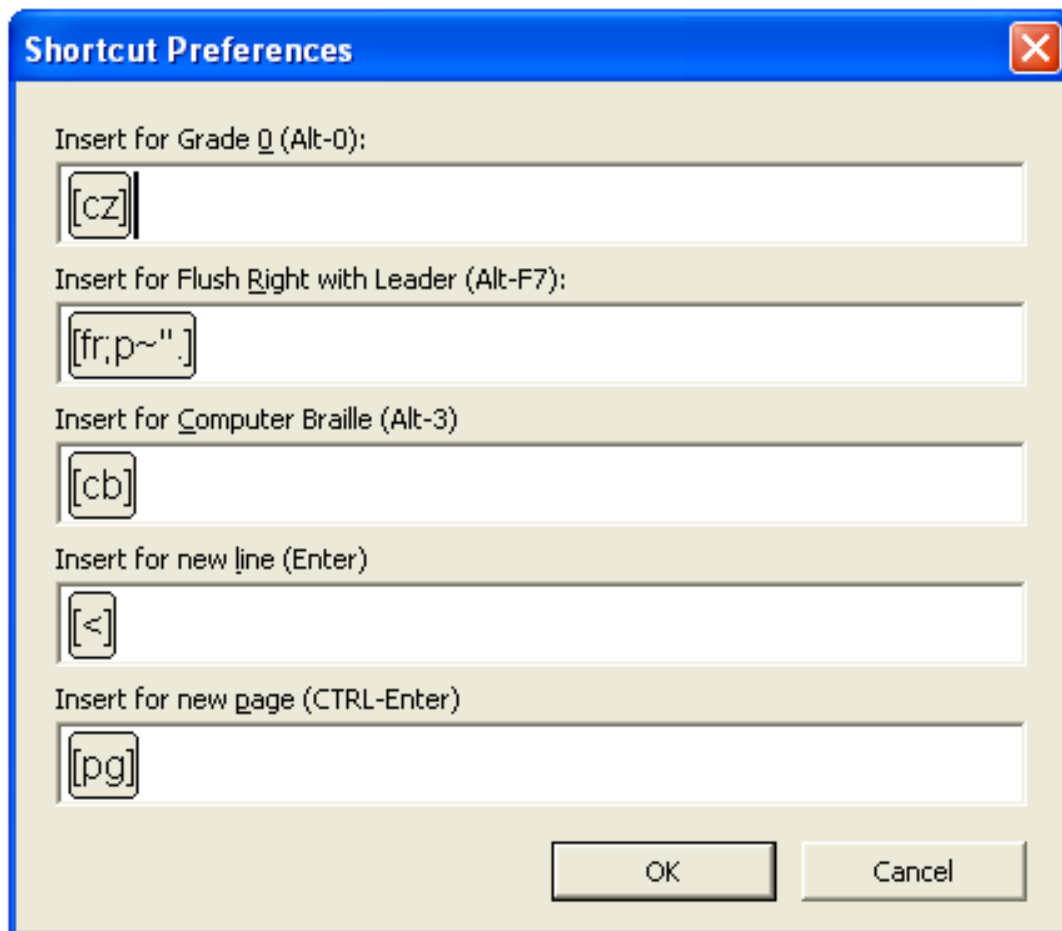 Shortcut Preferences
Insert for Grade 0 (Alt-0):
[cz]
Insert for Flush Right with Leader (Alt-F7):
[fr;p~".]
Insert for Computer Braille (Alt-3)
[cb]
Insert for new line (Enter)
[<]
Insert for new page (CTRL-Enter)
[pg]
OK Cancel